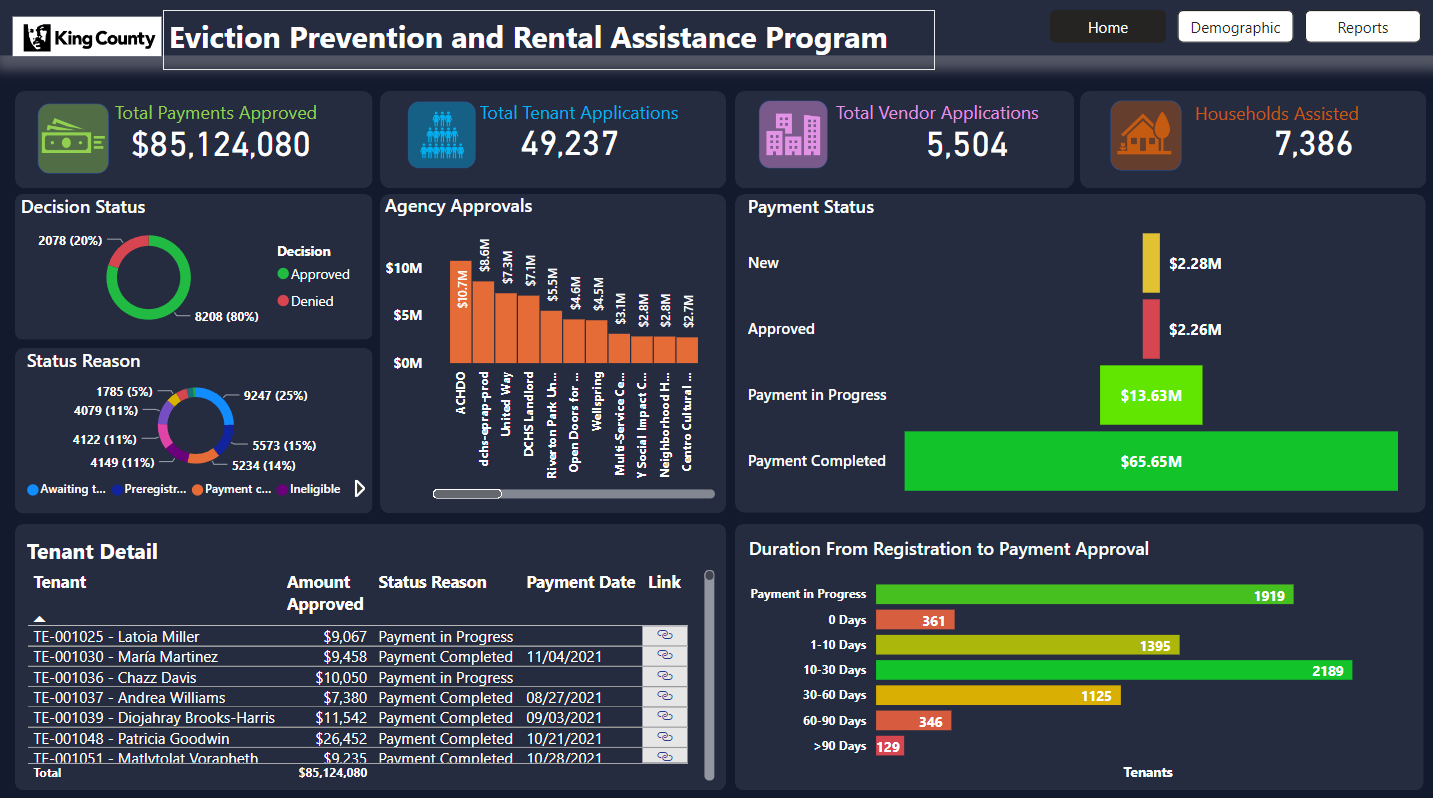 King County
Eviction Prevention and Rental Assistance Program
Home
Demographic
Reports
Total Payments Approved
$85,124,080
Total Tenant Applications
49,237
Total Vendor Applications
5,504
Households Assisted
7,386
Decision Status
2078 (20%)
8208 (80%)
Decision
Approved
Denied
Status Reason
1785 (5%)
4079 (11%)
4122 (11%)
4149 (11%)
9247 (25%)
5573 (15%)
5234 (14%)
Awaiting t...
Preregistr...
Payment c...
Ineligible
Agency Approvals
$10M
$5M
$0M
$10.7M
$8.6M
$7.3M
$7.1M
$5.5M
$4.6M
$4.5M
$3.1M
$2.8M
$2.8M
$2.7M
ACHDO
dchs-eprap-prod
United Way
DCHS Landlord
Riverton Park Un...
Open Doors for ...
Wellspring
Multi-Service Ce...
Y Social Impact C...
Neighborhood H...
Centro Cultural ...
Payment Status
New
$2.28M
Approved
$2.26M
Payment in Progress
$13.63M
Payment Completed
$65.65M
Tenant Detail
Tenant Amount Approved Status Reason Payment Date Link
TE-001025 - Latoia Miller $9,067 Payment in Progress
TE-001030 - María Martinez $9,458 Payment Completed 11/04/2021
TE-001036 - Chazz Davis $10,050 Payment in Progress
TE-001037 - Andrea Williams $7,380 Payment Completed 08/27/2021
TE-001039 - Diojahray Brooks-Harris $11,542 Payment Completed 09/03/2021
TE-001048 - Patricia Goodwin $26,452 Payment Completed 10/21/2021
TE-001051 - Matlytolat Vorapheth $9,235 Payment Completed 10/28/2021
Total $85,124,080
Duration From Registration to Payment Approval
Payment in Progress 1919
0 Days 361
1-10 Days 1395
10-30 Days 2189
30-60 Days 1125
60-90 Days 346
>90 Days 129
Tenants